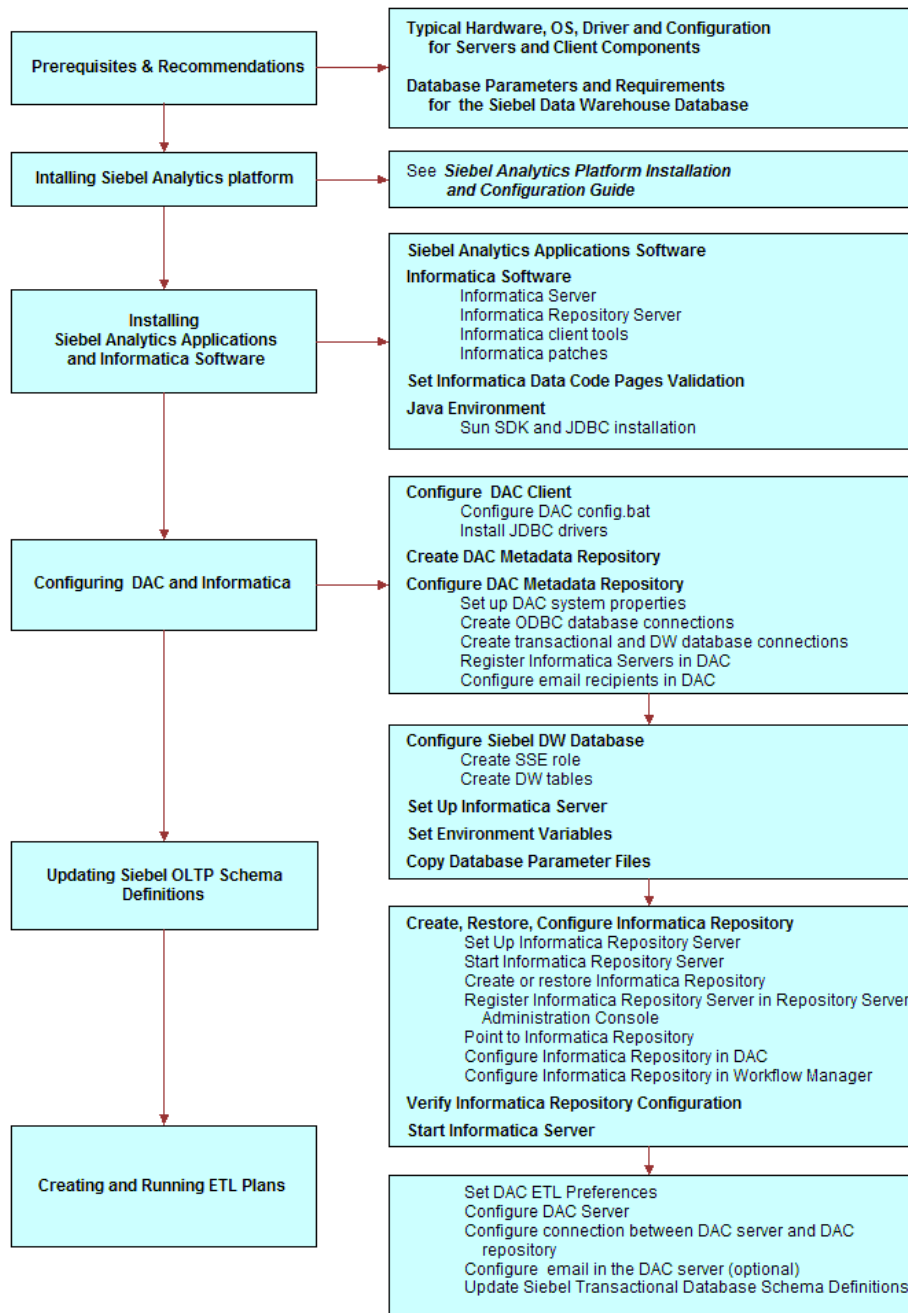 Prerequisites & Recommendations
Typical Hardware, OS, Driver and Configuration
for Servers and Client Components
Database Parameters and Requirements
for the Siebel Data Warehouse Database
Intalling Siebel Analytics platform
See Siebel Analytics Platform Installation
and Configuration Guide
Installing
Siebel Analytics Applications
and Informatica Software
Siebel Analytics Applications Software
Informatica Software
Informatica Server
Informatica Repository Server
Informatica client tools
Informatica patches
Set Informatica Data Code Pages Validation
Java Environment
Sun SDK and JDBC installation
Configuring DAC and Informatica
Configure DAC Client
Configure DAC config.bat
Install JDBC drivers
Create DAC Metadata Repository
Configure DAC Metadata Repository
Set up DAC system properties
Create ODBC database connections
Create transactional and DW database connections
Register Informatica Servers in DAC
Configure email recipients in DAC
Configure Siebel DW Database
Create SSE role
Create DW tables
Set Up Informatica Server
Set Environment Variables
Copy Database Parameter Files
Updating Siebel OLTP Schema
Definitions
Create, Restore, Configure Informatica Repository
Set Up Informatica Repository Server
Start Informatica Repository Server
Create or restore Informatica Repository
Register Informatica Repository Server in Repository Server
Administration Console
Point to Informatica Repository
Configure Informatica Repository in DAC
Configure Informatica Repository in Workflow Manager
Verify Informatica Repository Configuration
Start Informatica Server
Creating and Running ETL Plans
Set DAC ETL Preferences
Configure DAC Server
Configure connection between DAC server and DAC
repository
Configure email in the DAC server (optional)
Update Siebel Transactional Database Schema Definitions